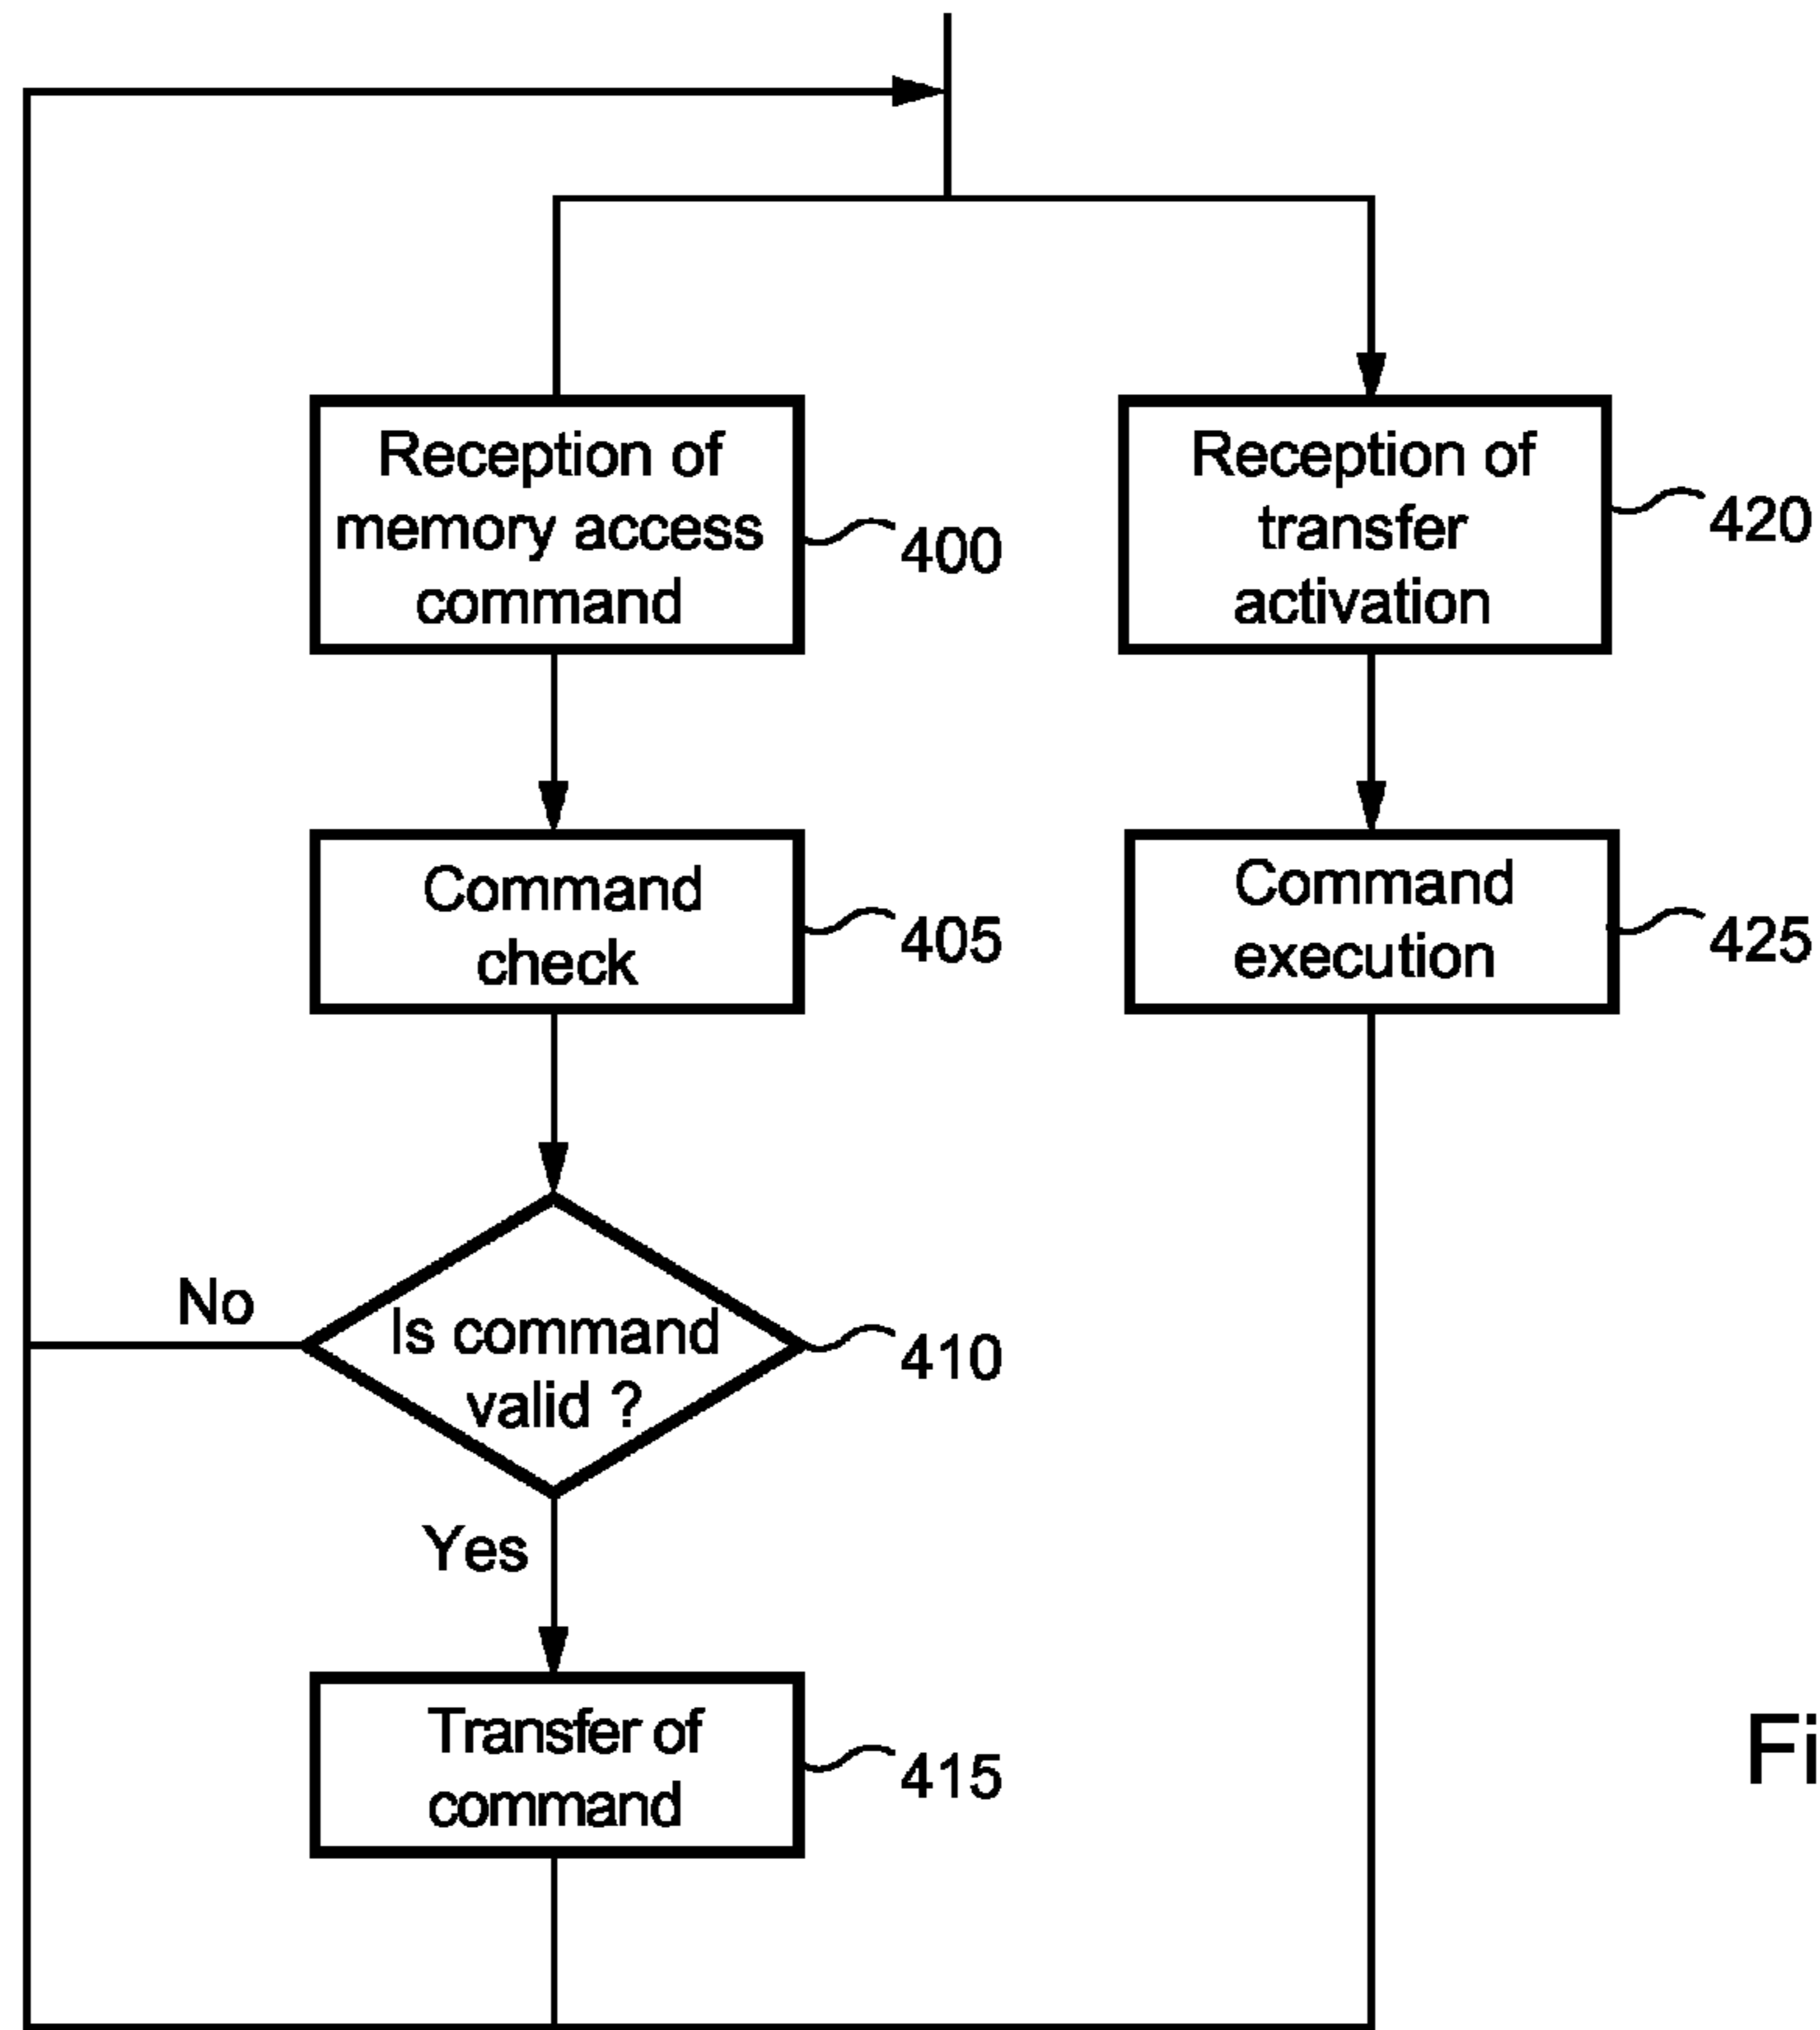 Reception of
memory access
command
400
Reception of
transfer
activation
420
Command
check
405
Command
execution
425
No
Is command
valid ?
410
Yes
Transfer of
command
415
Fi